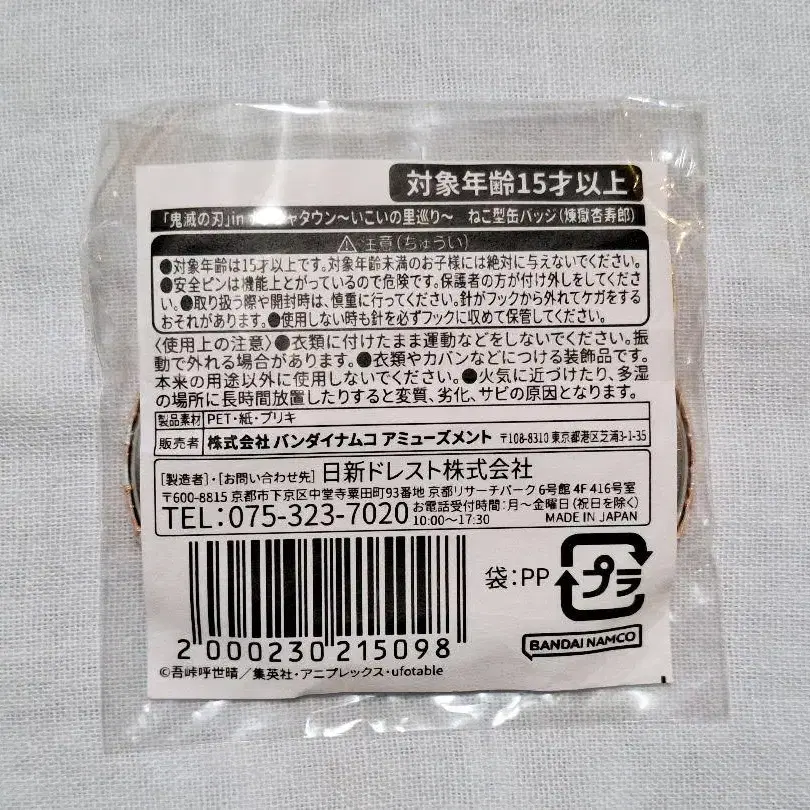 対象年齢15才以上
「鬼滅の刃」in ャタウン～いこいの里巡り～ ねこ型缶バッジ(煉獄杏寿郎)
注意(ちゅうい)
●対象年齢は15才以上です。対象年齢未満のお子様には絶対に与えないでください。
●安全ピンは機能上とがっているので危険です。保護者の方が付け外しをしてくださ
い。●取り扱う際や開封時は、慎重に行ってください。針がフックから外れてケガをする
おそれがあります。●使用しない時も針を必ずフックに収めて保管してください。
〈使用上の注意〉●衣類に付けたまま運動などをしないでください。振
動で外れる場合があります。●衣類やカバンなどにつける装飾品です。
本来の用途以外に使用しないでください。●火気に近づけたり、多湿
の場所に長時間放置したりすると変質、劣化、サビの原因となります。
製品素材 PET・紙・ブリキ
販売者 株式会社 バンダイナムコ アミューズメント 〒108-8310 東京都港区芝浦3-1-35
[製造者]・[お問い合わせ先] 日新ドレスト株式会社
〒600-8815 京都市下京区中堂寺粟田町93番地 京都リサーチパーク 6号館 4F 416号室
TEL:075-323-7020 お電話受付時間:月～金曜日(祝日を除く)
10:00～17:30 MADE IN JAPAN
袋:PP
プラ
2 000230 215098
BANDAI NAMCO
©吾峠呼世晴／集英社・アニプレックス・ufotable